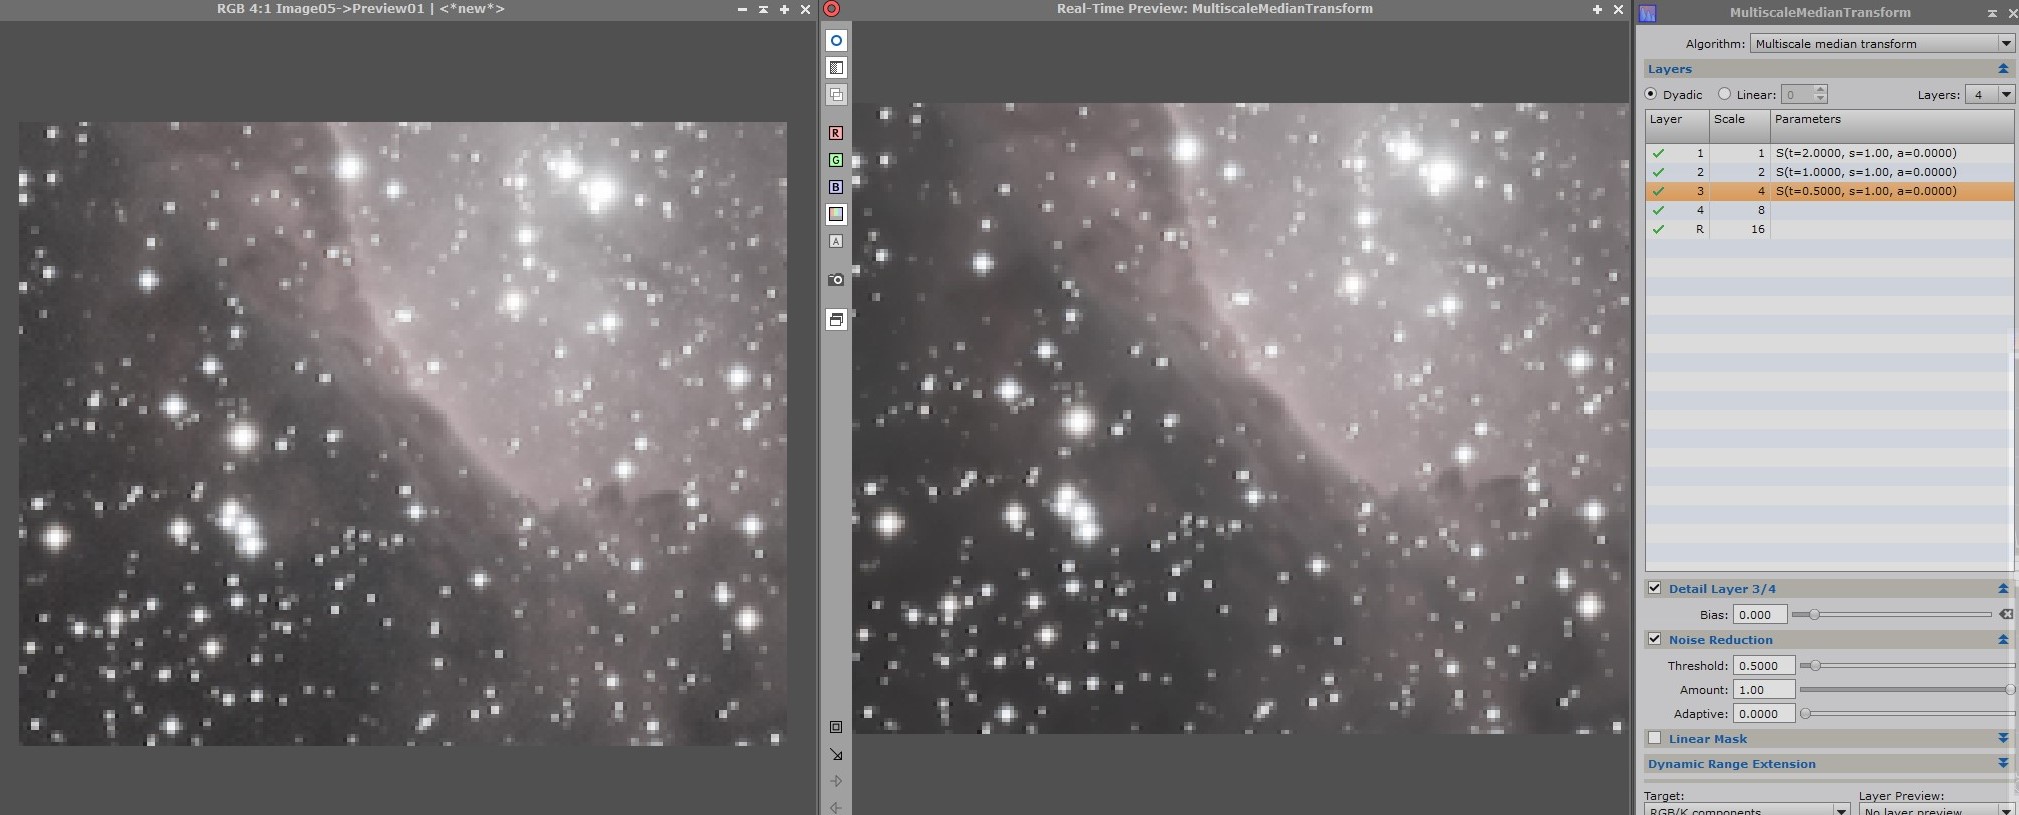 RGB 4:1 Image05->Preview01 | <*new*>
Real-Time Preview: MultiscaleMedianTransform
R
G
B
A
MultiscaleMedianTransform
Algorithm: Multiscale median transform
Layers
Dyadic Linear: 0 Layers: 4
Layer Scale Parameters
1 1 S(t=2.0000, s=1.00, a=0.0000)
2 2 S(t=1.0000, s=1.00, a=0.0000)
3 4 S(t=0.5000, s=1.00, a=0.0000)
4 8
R 16
Detail Layer 3/4
Bias: 0.000
Noise Reduction
Threshold: 0.5000
Amount: 1.00
Adaptive: 0.0000
Linear Mask
Dynamic Range Extension
Target: Layer Preview:
RGB/K components No layer preview